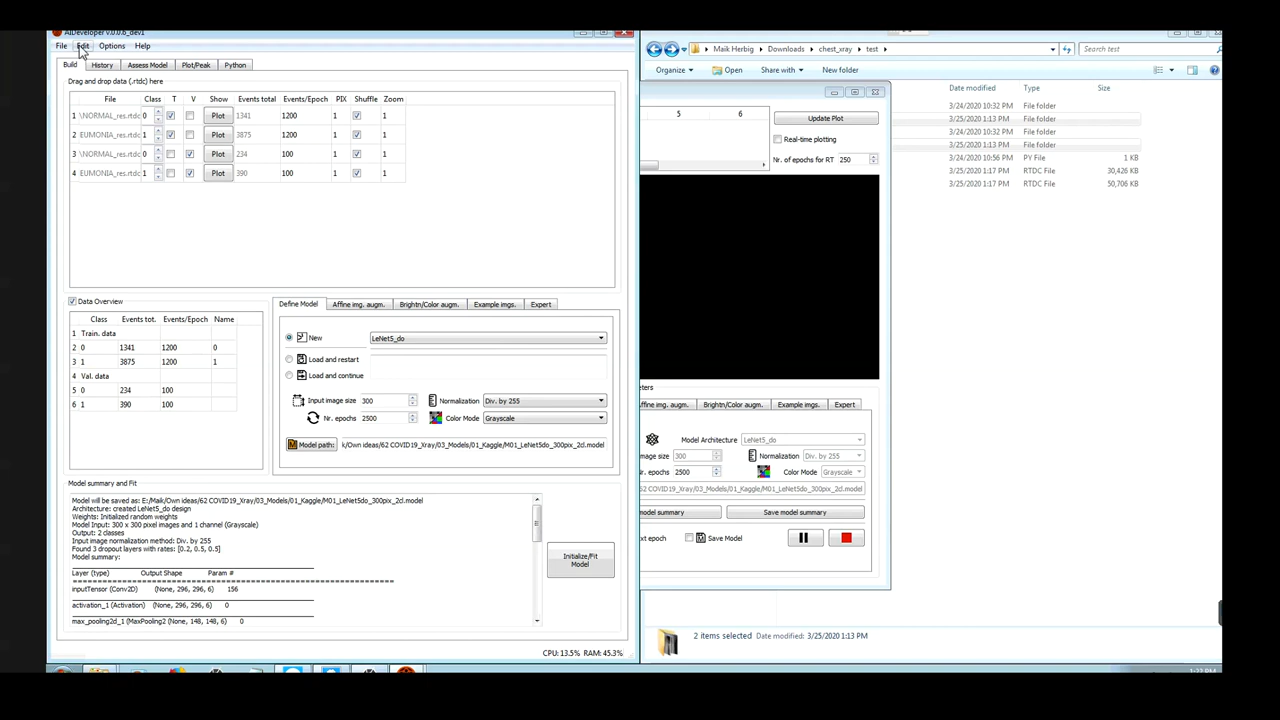 AIDeveloper v.0.0.6_dev1
File Edit Options Help
Build History Assess Model Plot/Peak Python
Drag and drop data (.rtdc) here
File Class T V Show Events total Events/Epoch PIX Shuffle Zoom
1 \NORMAL_res.rtdc 0 Plot 1341 1200 1 1
2 EUMONIA_res.rtdc 1 Plot 3875 1200 1 1
3 \NORMAL_res.rtdc 0 Plot 234 100 1 1
4 EUMONIA_res.rtdc 1 Plot 390 100 1 1
Data Overview
Class Events tot. Events/Epoch Name
1 Train. data
2 0 1341 1200 0
3 1 3875 1200 1
4 Val. data
5 0 234 100
6 1 390 100
Define Model Affine img. augm. Brightn/Color augm. Example imgs. Expert
New LeNet5_do
Load and restart
Load and continue
Input image size 300 Normalization Div. by 255
Nr. epochs 2500 Color Mode Grayscale
Model path: k/Own ideas/62 COVID19_Xray/03_Models/01_Kaggle/M01_LeNet5do_300pix_2cl.model
Model summary and Fit
Model will be saved as: E:/Maik/Own ideas/62 COVID19_Xray/03_Models/01_Kaggle/M01_LeNet5do_300pix_2cl.model
Architecture: created LeNet5_do design
Weights: Initialized random weights
Model Input: 300 x 300 pixel images and 1 channel (Grayscale)
Output: 2 classes
Input image normalization method: Div. by 255
Found 3 dropout layers with rates: [0.2, 0.5, 0.5]
Model summary:
Layer (type) Output Shape Param #
inputTensor (Conv2D) (None, 296, 296, 6) 156
activation_1 (Activation) (None, 296, 296, 6) 0
max_pooling2d_1 (MaxPooling2 (None, 148, 148, 6) 0
Initialize/Fit
Model
CPU: 13.5% RAM: 45.3%
Maik Herbig Downloads chest_xray test Search test
Organize Open Share with New folder
Date modified Type Size
3/24/2020 10:32 PM File folder
3/25/2020 1:13 PM File folder
3/24/2020 10:32 PM File folder
3/25/2020 1:13 PM File folder
3/24/2020 10:56 PM PV File 1 KB
3/25/2020 1:17 PM RTDC File 30,426 KB
3/25/2020 1:17 PM RTDC File 50,706 KB
5 6
Update Plot
Real-time plotting
Nr. of epochs for RT 250
eters
ffine img. augm. Brightn/Color augm. Example imgs. Expert
Model Architecture LeNet5_do
mage size 300 Normalization Div. by 255
r. epochs 2500 Color Mode Grayscale
k/Own ideas/62 COVID19_Xray/03_Models/01_Kaggle/M01_LeNet5do_300pix_2cl.model
model summary Save model summary
ext epoch Save Model
2 items selected Date modified: 3/25/2020 1:13 PM